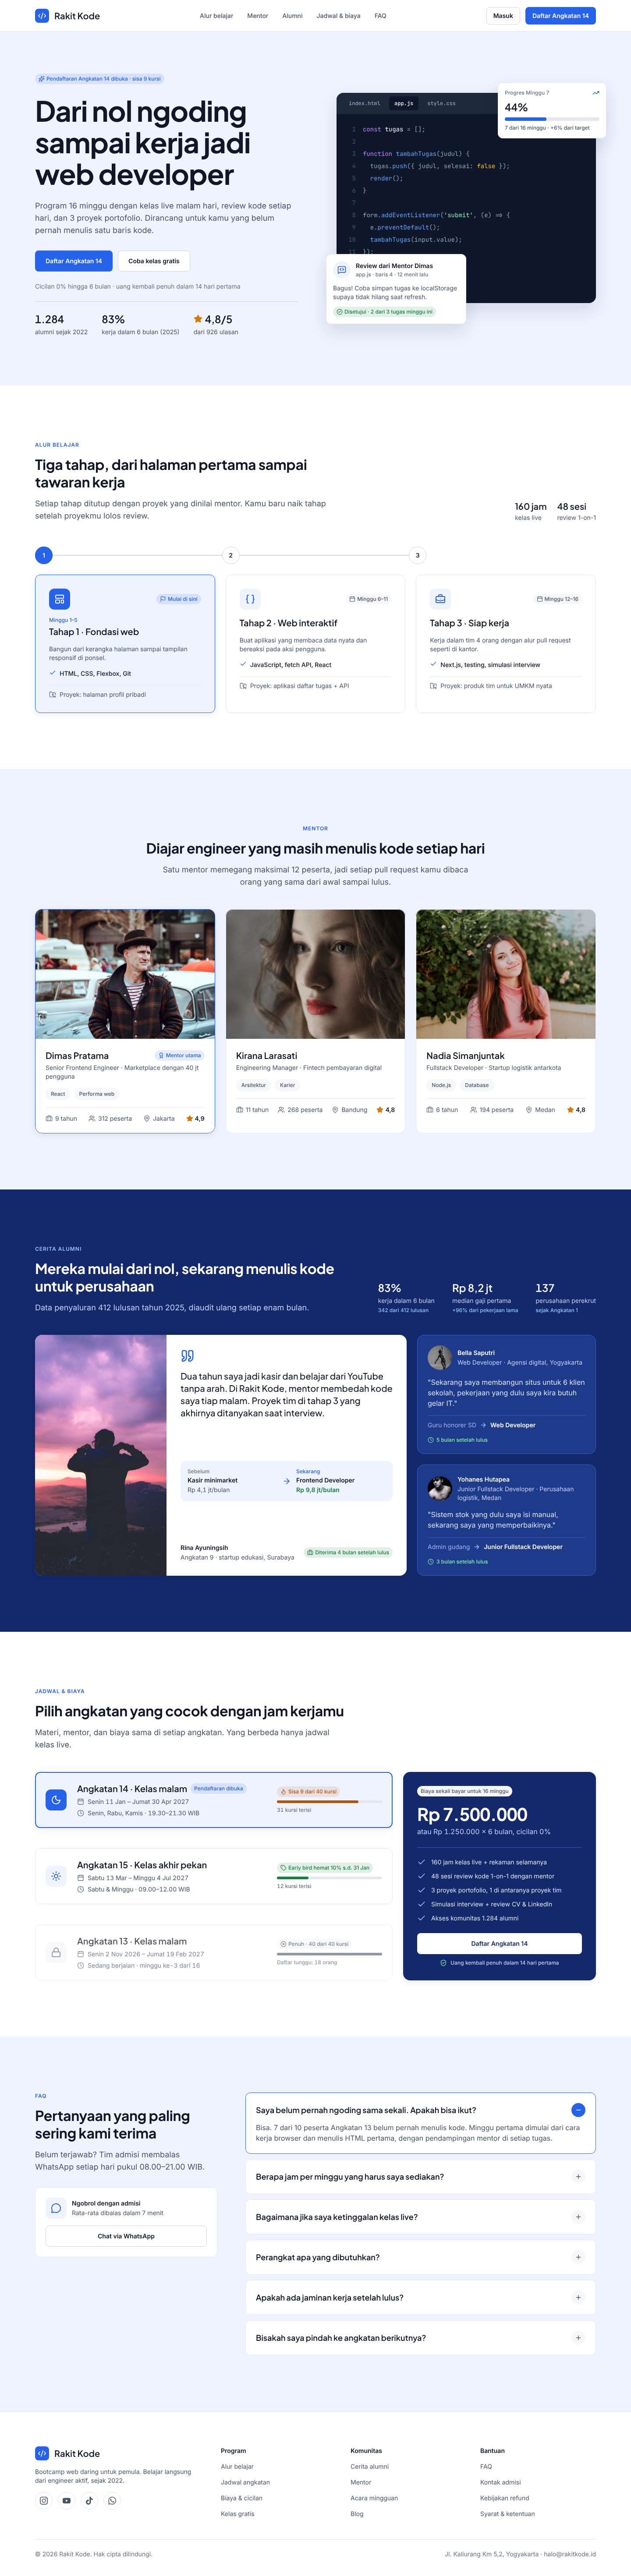 Rakit Kode
Alur belajar
Mentor
Alumni
Jadwal & biaya
FAQ
Masuk
Daftar Angkatan 14
Pendaftaran Angkatan 14 dibuka · sisa 9 kursi
Dari nol ngoding
sampai kerja jadi
web developer
Program 16 minggu dengan kelas live malam hari, review kode setiap
hari, dan 3 proyek portofolio. Dirancang untuk kamu yang belum
pernah menulis satu baris kode.
Daftar Angkatan 14
Coba kelas gratis
Cicilan 0% hingga 6 bulan · uang kembali penuh dalam 14 hari pertama
1.284
alumni sejak 2022
83%
kerja dalam 6 bulan (2025)
4,8/5
dari 926 ulasan
index.html
app.js
style.css
1 const tugas = [];
2
3 function tambahTugas(judul) {
4 tugas.push({ judul, selesai: false });
5 render();
6 }
7
8 form.addEventListener('submit', (e) => {
9 e.preventDefault();
10 tambahTugas(input.value);
11 });
Progres Minggu 7
44%
7 dari 16 minggu · +6% dari target
Review dari Mentor Dimas
app.js · baris 4 · 12 menit lalu
Bagus! Coba simpan tugas ke localStorage
supaya tidak hilang saat refresh.
Disetujui · 2 dari 3 tugas minggu ini
ALUR BELAJAR
Tiga tahap, dari halaman pertama sampai
tawaran kerja
Setiap tahap ditutup dengan proyek yang dinilai mentor. Kamu baru naik tahap
setelah proyekmu lolos review.
160 jam
kelas live
48 sesi
review 1-on-1
1
2
3
Mulai di sini
Minggu 1–5
Tahap 1 · Fondasi web
Bangun dari kerangka halaman sampai tampilan
responsif di ponsel.
HTML, CSS, Flexbox, Git
Proyek: halaman profil pribadi
Minggu 6–11
Tahap 2 · Web interaktif
Buat aplikasi yang membaca data nyata dan
bereaksi pada aksi pengguna.
JavaScript, fetch API, React
Proyek: aplikasi daftar tugas + API
Minggu 12–16
Tahap 3 · Siap kerja
Kerja dalam tim 4 orang dengan alur pull request
seperti di kantor.
Next.js, testing, simulasi interview
Proyek: produk tim untuk UMKM nyata
MENTOR
Diajar engineer yang masih menulis kode setiap hari
Satu mentor memegang maksimal 12 peserta, jadi setiap pull request kamu dibaca
orang yang sama dari awal sampai lulus.
Dimas Pratama
Mentor utama
Senior Frontend Engineer · Marketplace dengan 40 jt
pengguna
React
Performa web
9 tahun
312 peserta
Jakarta
4,9
Kirana Larasati
Engineering Manager · Fintech pembayaran digital
Arsitektur
Karier
11 tahun
268 peserta
Bandung
4,8
Nadia Simanjuntak
Fullstack Developer · Startup logistik antarkota
Node.js
Database
6 tahun
194 peserta
Medan
4,8
CERITA ALUMNI
Mereka mulai dari nol, sekarang menulis kode
untuk perusahaan
Data penyaluran 412 lulusan tahun 2025, diaudit ulang setiap enam bulan.
83%
kerja dalam 6 bulan
342 dari 412 lulusan
Rp 8,2 jt
median gaji pertama
+96% dari pekerjaan lama
137
perusahaan perekrut
sejak Angkatan 1
Dua tahun saya jadi kasir dan belajar dari YouTube
tanpa arah. Di Rakit Kode, mentor membedah kode
saya tiap malam. Proyek tim di tahap 3 yang
akhirnya ditanyakan saat interview.
Sebelum
Kasir minimarket
Rp 4,1 jt/bulan
Sekarang
Frontend Developer
Rp 9,8 jt/bulan
Rina Ayuningsih
Angkatan 9 · startup edukasi, Surabaya
Diterima 4 bulan setelah lulus
Bella Saputri
Web Developer · Agensi digital, Yogyakarta
"Sekarang saya membangun situs untuk 6 klien
sekolah, pekerjaan yang dulu saya kira butuh
gelar IT."
Guru honorer SD → Web Developer
5 bulan setelah lulus
Yohanes Hutapea
Junior Fullstack Developer · Perusahaan
logistik, Medan
"Sistem stok yang dulu saya isi manual,
sekarang saya yang memperbaikinya."
Admin gudang → Junior Fullstack Developer
3 bulan setelah lulus
JADWAL & BIAYA
Pilih angkatan yang cocok dengan jam kerjamu
Materi, mentor, dan biaya sama di setiap angkatan. Yang berbeda hanya jadwal
kelas live.
Angkatan 14 · Kelas malam
Pendaftaran dibuka
Senin 11 Jan – Jumat 30 Apr 2027
Senin, Rabu, Kamis · 19.30–21.30 WIB
Sisa 9 dari 40 kursi
31 kursi terisi
Angkatan 15 · Kelas akhir pekan
Sabtu 13 Mar – Minggu 4 Jul 2027
Sabtu & Minggu · 09.00–12.00 WIB
Early bird hemat 10% s.d. 31 Jan
12 kursi terisi
Angkatan 13 · Kelas malam
Senin 2 Nov 2026 – Jumat 19 Feb 2027
Sedang berjalan · minggu ke-3 dari 16
Penuh · 40 dari 40 kursi
Daftar tunggu: 18 orang
Biaya sekali bayar untuk 16 minggu
Rp 7.500.000
atau Rp 1.250.000 × 6 bulan, cicilan 0%
160 jam kelas live + rekaman selamanya
48 sesi review kode 1-on-1 dengan mentor
3 proyek portofolio, 1 di antaranya proyek tim
Simulasi interview + review CV & LinkedIn
Akses komunitas 1.284 alumni
Daftar Angkatan 14
Uang kembali penuh dalam 14 hari pertama
FAQ
Pertanyaan yang paling
sering kami terima
Belum terjawab? Tim admisi membalas
WhatsApp setiap hari pukul 08.00–21.00 WIB.
Ngobrol dengan admisi
Rata-rata dibalas dalam 7 menit
Chat via WhatsApp
Saya belum pernah ngoding sama sekali. Apakah bisa ikut?
Bisa. 7 dari 10 peserta Angkatan 13 belum pernah menulis kode. Minggu pertama dimulai dari cara
kerja browser dan menulis HTML pertama, dengan pendampingan mentor di setiap tugas.
Berapa jam per minggu yang harus saya sediakan?
Bagaimana jika saya ketinggalan kelas live?
Perangkat apa yang dibutuhkan?
Apakah ada jaminan kerja setelah lulus?
Bisakah saya pindah ke angkatan berikutnya?
Rakit Kode
Bootcamp web daring untuk pemula. Belajar langsung
dari engineer aktif, sejak 2022.
Program
Alur belajar
Jadwal angkatan
Biaya & cicilan
Kelas gratis
Komunitas
Cerita alumni
Mentor
Acara mingguan
Blog
Bantuan
FAQ
Kontak admisi
Kebijakan refund
Syarat & ketentuan
© 2026 Rakit Kode. Hak cipta dilindungi.
Jl. Kaliurang Km 5,2, Yogyakarta · halo@rakitkode.id